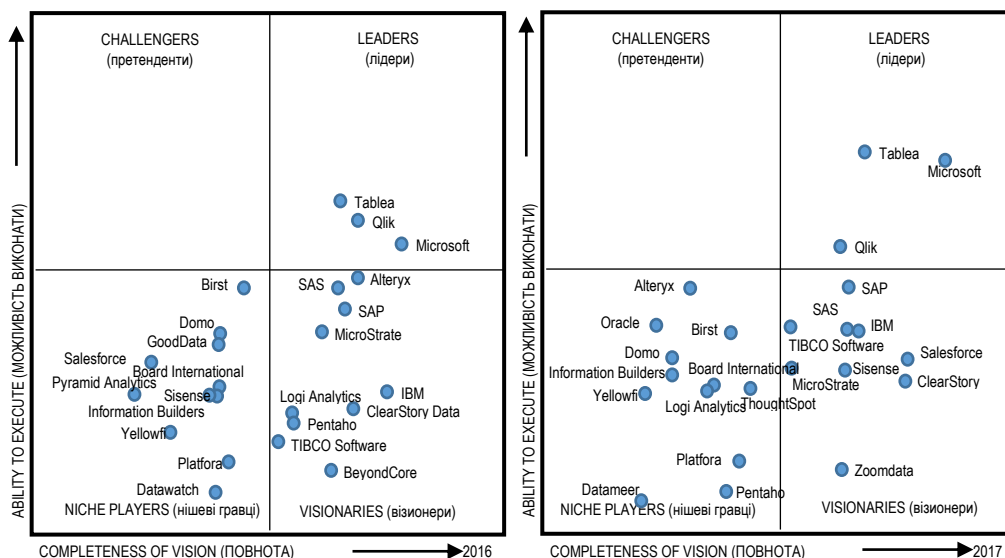 CHALLENGERS
(претенденти)
LEADERS
(лідери)
ABILITY TO EXECUTE (МОЖЛИВІСТЬ ВИКОНАТИ)
Tablea
Qlik
Microsoft
Alteryx
Birst
SAS
SAP
Domo
MicroStrate
GoodData
Salesforce
Board International
Pyramid Analytics
Sisense
IBM
Logi Analytics
ClearStory Data
Information Builders
Pentaho
Yellowfi
TIBCO Software
Platfora
BeyondCore
Datawatch
NICHE PLAYERS (нішеві гравці)
VISIONARIES (візионери)
COMPLETENESS OF VISION (ПОВНОТА)
2016
CHALLENGERS
(претенденти)
LEADERS
(лідери)
ABILITY TO EXECUTE (МОЖЛИВІСТЬ ВИКОНАТИ)
Tablea
Microsoft
Qlik
Alteryx
SAP
Oracle
SAS
Birst
IBM
TIBCO Software
Domo
Salesforce
Board International
Sisense
Information Builders
MicroStrate
ClearStory
Yellowfi
Logi Analytics
ThoughtSpot
Platfora
Zoomdata
Datameer
Pentaho
NICHE PLAYERS (нішеві гравці)
VISIONARIES (візионери)
COMPLETENESS OF VISION (ПОВНОТА)
2017